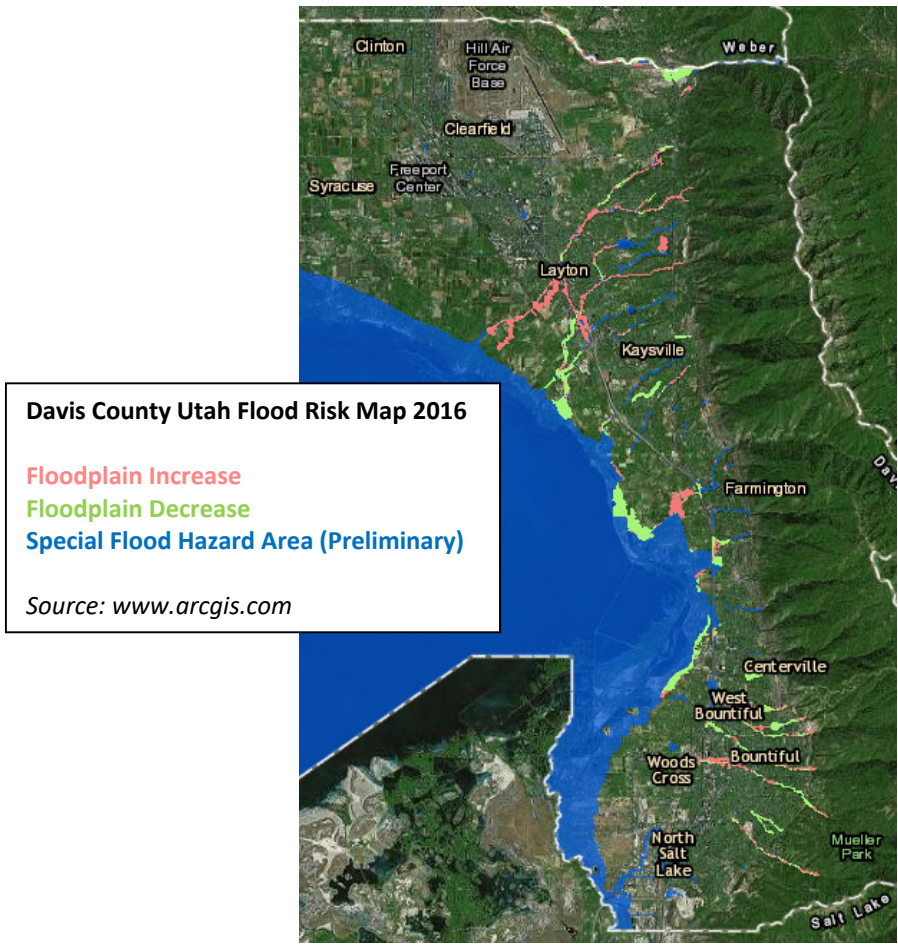 Clinton
Hill Air
Force
Base
Weber
Clearfield
Freeport
Center
Syracuse
Layton
Kaysville
Davis County Utah Flood Risk Map 2016
Floodplain Increase
Floodplain Decrease
Special Flood Hazard Area (Preliminary)
Source: www.arcgis.com
Farmington
Davi
Centerville
West
Bountiful
Woods
Cross
Bountiful
North
Salt
Lake
Mueller
Park
Salt Lake